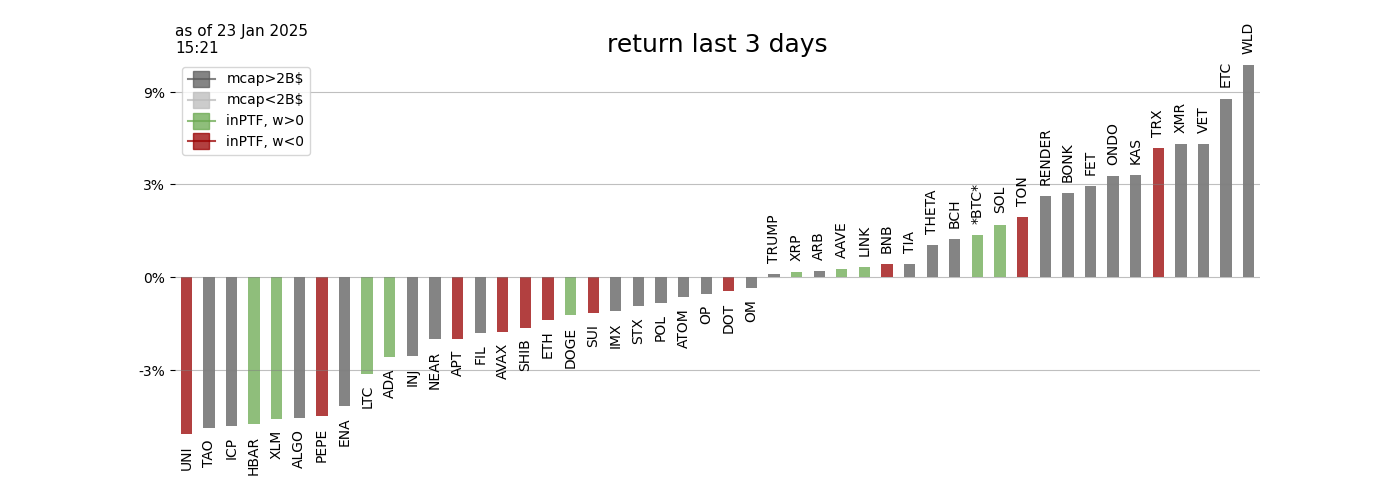 as of 23 Jan 2025
15:21
return last 3 days
mcap>2B$
mcap<2B$
inPTF, w>0
inPTF, w<0
9%
3%
0%
-3%
UNI
TAO
ICP
HBAR
XLM
ALGO
PEPE
ENA
LTC
ADA
INJ
NEAR
APT
FIL
AVAX
SHIB
ETH
DOGE
SUI
IMX
STX
POL
ATOM
OP
DOT
OM
TRUMP
XRP
ARB
AAVE
LINK
BNB
TIA
THETA
BCH
*BTC*
SOL
TON
RENDER
BONK
FET
ONDO
KAS
TRX
XMR
VET
ETC
WLD